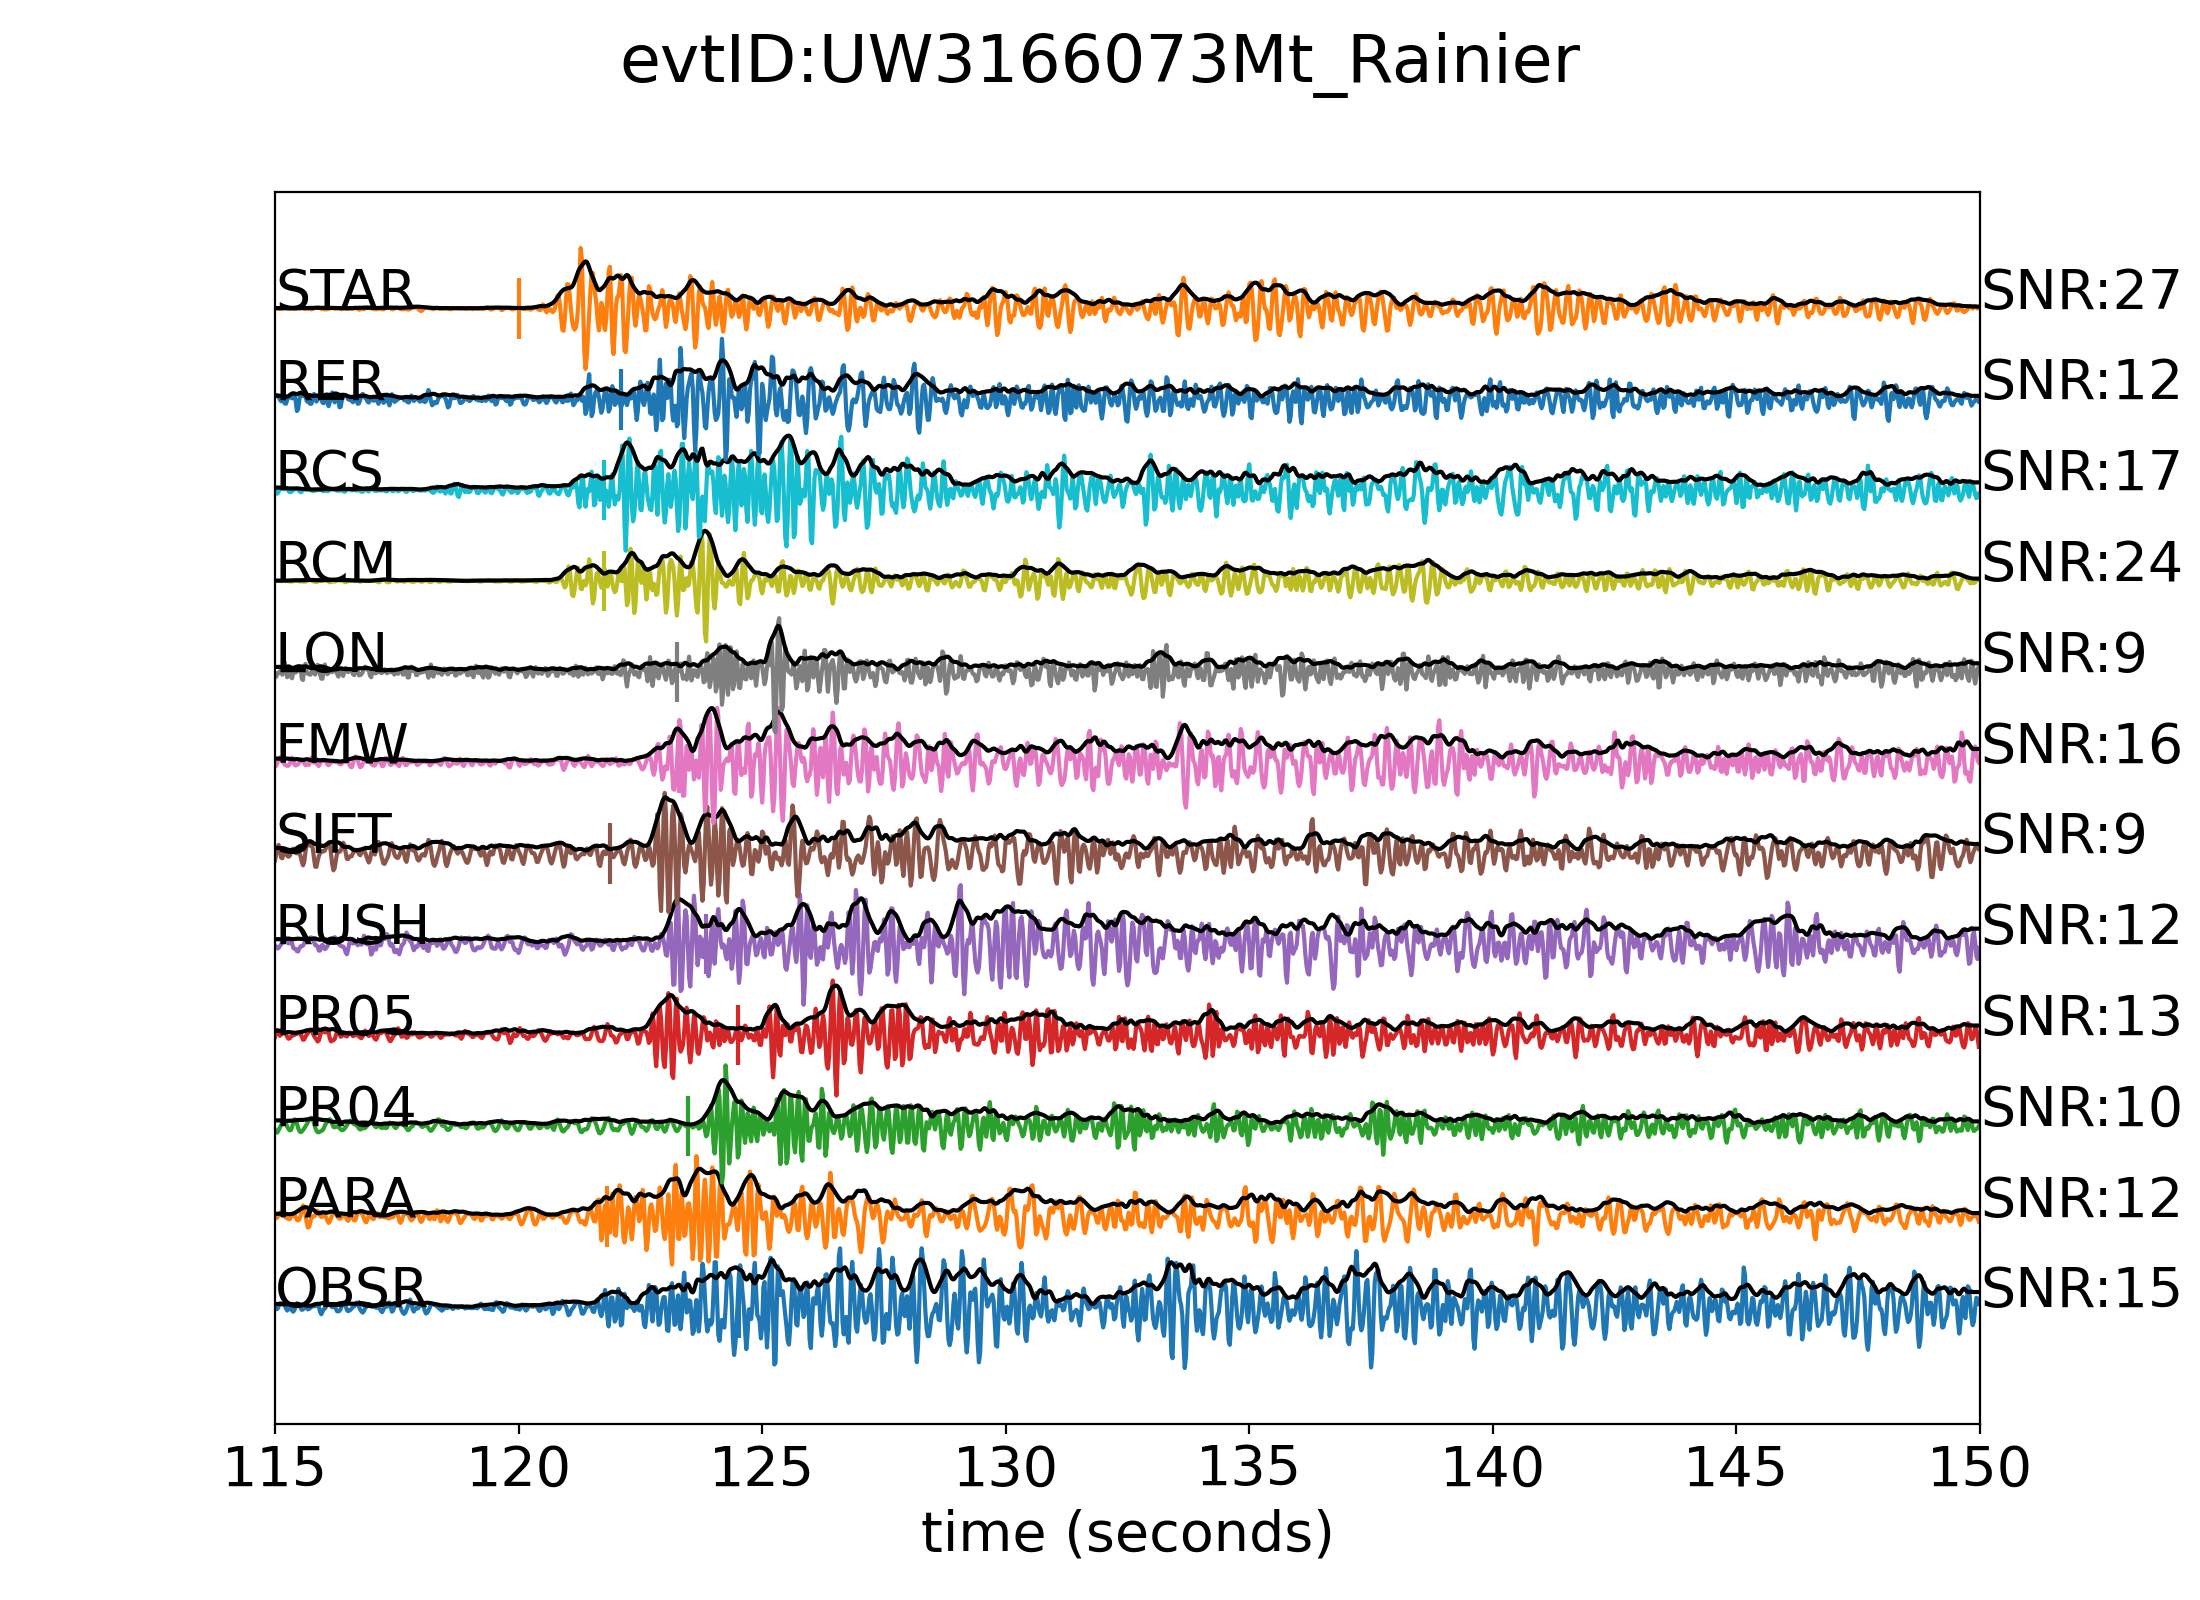 evtID:UW3166073Mt_Rainier
STAR SNR:27
RER SNR:12
RCS SNR:17
RCM SNR:24
LON SNR:9
FMW SNR:16
SIFT SNR:9
RUSH SNR:12
PR05 SNR:13
PR04 SNR:10
PARA SNR:12
OBSR SNR:15
115 120 125 130 135 140 145 150
time (seconds)